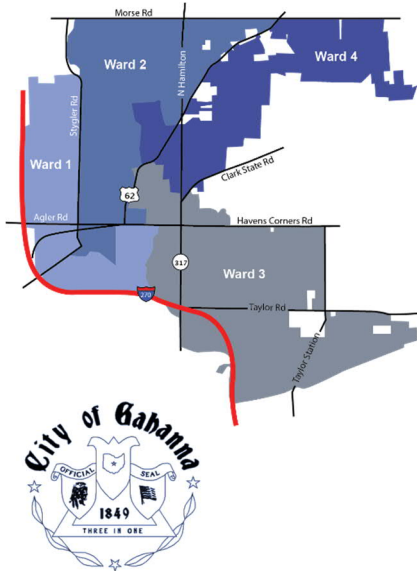 Morse Rd
Ward 2
Ward 4
N Hamilton
Stygler Rd
Ward 1
Clark State Rd
62
Agler Rd
Havens Corners Rd
317
Ward 3
270
Taylor Rd
Taylor Station
City of Gahanna
OFFICIAL SEAL
1849
THREE IN ONE